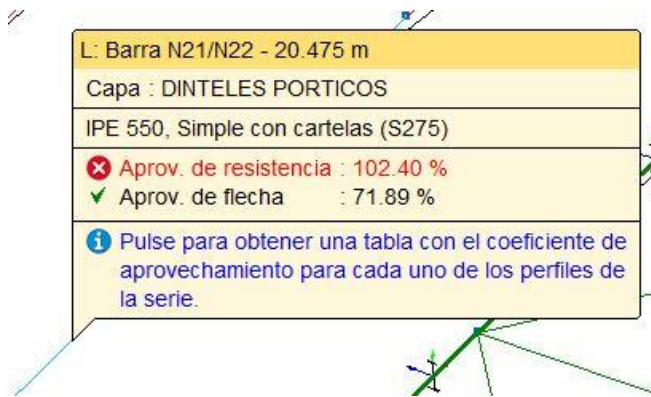 L: Barra N21/N22 - 20.475 m
Capa : DINTELES PORTICOS
IPE 550, Simple con cartelas (S275)
Aprov. de resistencia : 102.40 %
Aprov. de flecha : 71.89 %
Pulse para obtener una tabla con el coeficiente de
aprovechamiento para cada uno de los perfiles de
la serie.